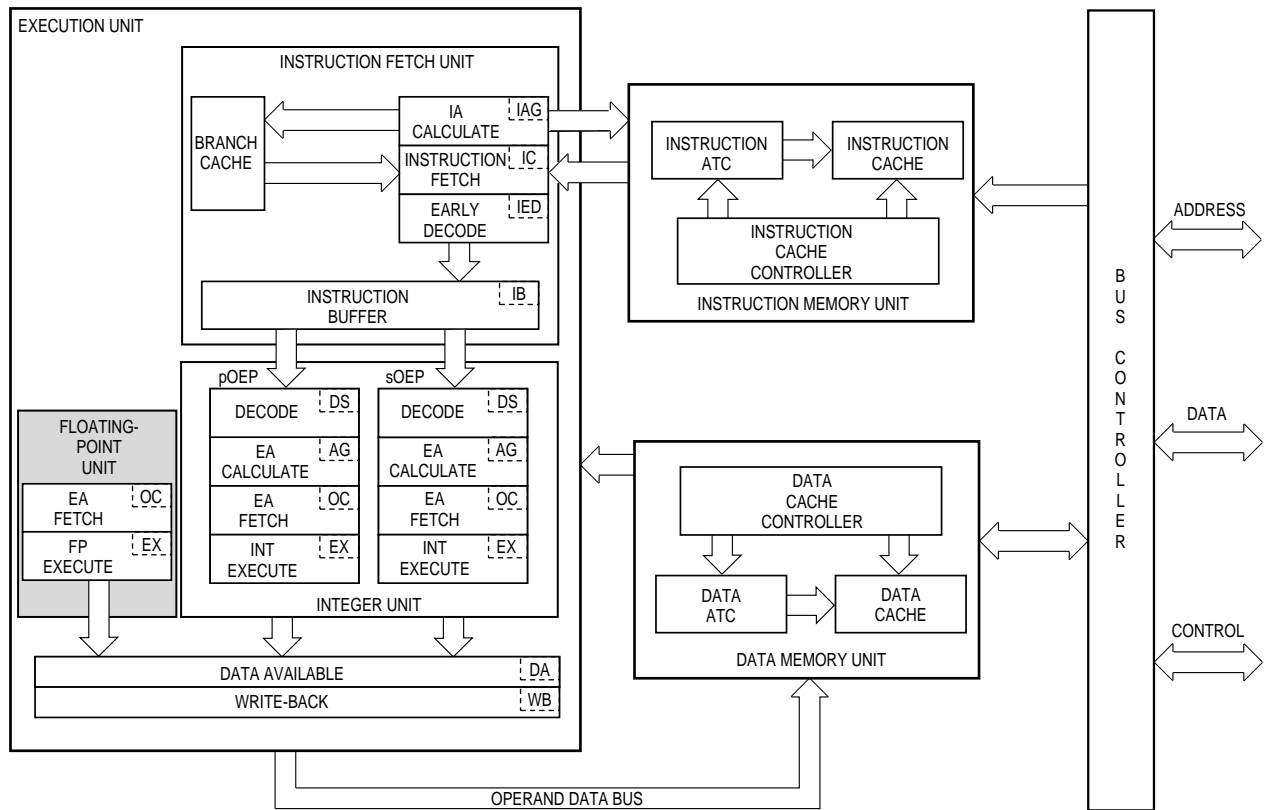 EXECUTION UNIT
INSTRUCTION FETCH UNIT
BRANCH
CACHE
IA
CALCULATE
IAG
INSTRUCTION
FETCH
IC
EARLY
DECODE
IED
INSTRUCTION
BUFFER
IB
pOEP
sOEP
DECODE
DS
EA
CALCULATE
AG
EA
FETCH
OC
INT
EXECUTE
EX
DECODE
DS
EA
CALCULATE
AG
EA
FETCH
OC
INT
EXECUTE
EX
INTEGER UNIT
FLOATING-
POINT
UNIT
EA
FETCH
OC
FP
EXECUTE
EX
DATA AVAILABLE
DA
WRITE-BACK
WB
OPERAND DATA BUS
INSTRUCTION
ATC
INSTRUCTION
CACHE
INSTRUCTION
CACHE
CONTROLLER
INSTRUCTION MEMORY UNIT
DATA
CACHE
CONTROLLER
DATA
ATC
DATA
CACHE
DATA MEMORY UNIT
BUS CONTROLLER
ADDRESS
DATA
CONTROL